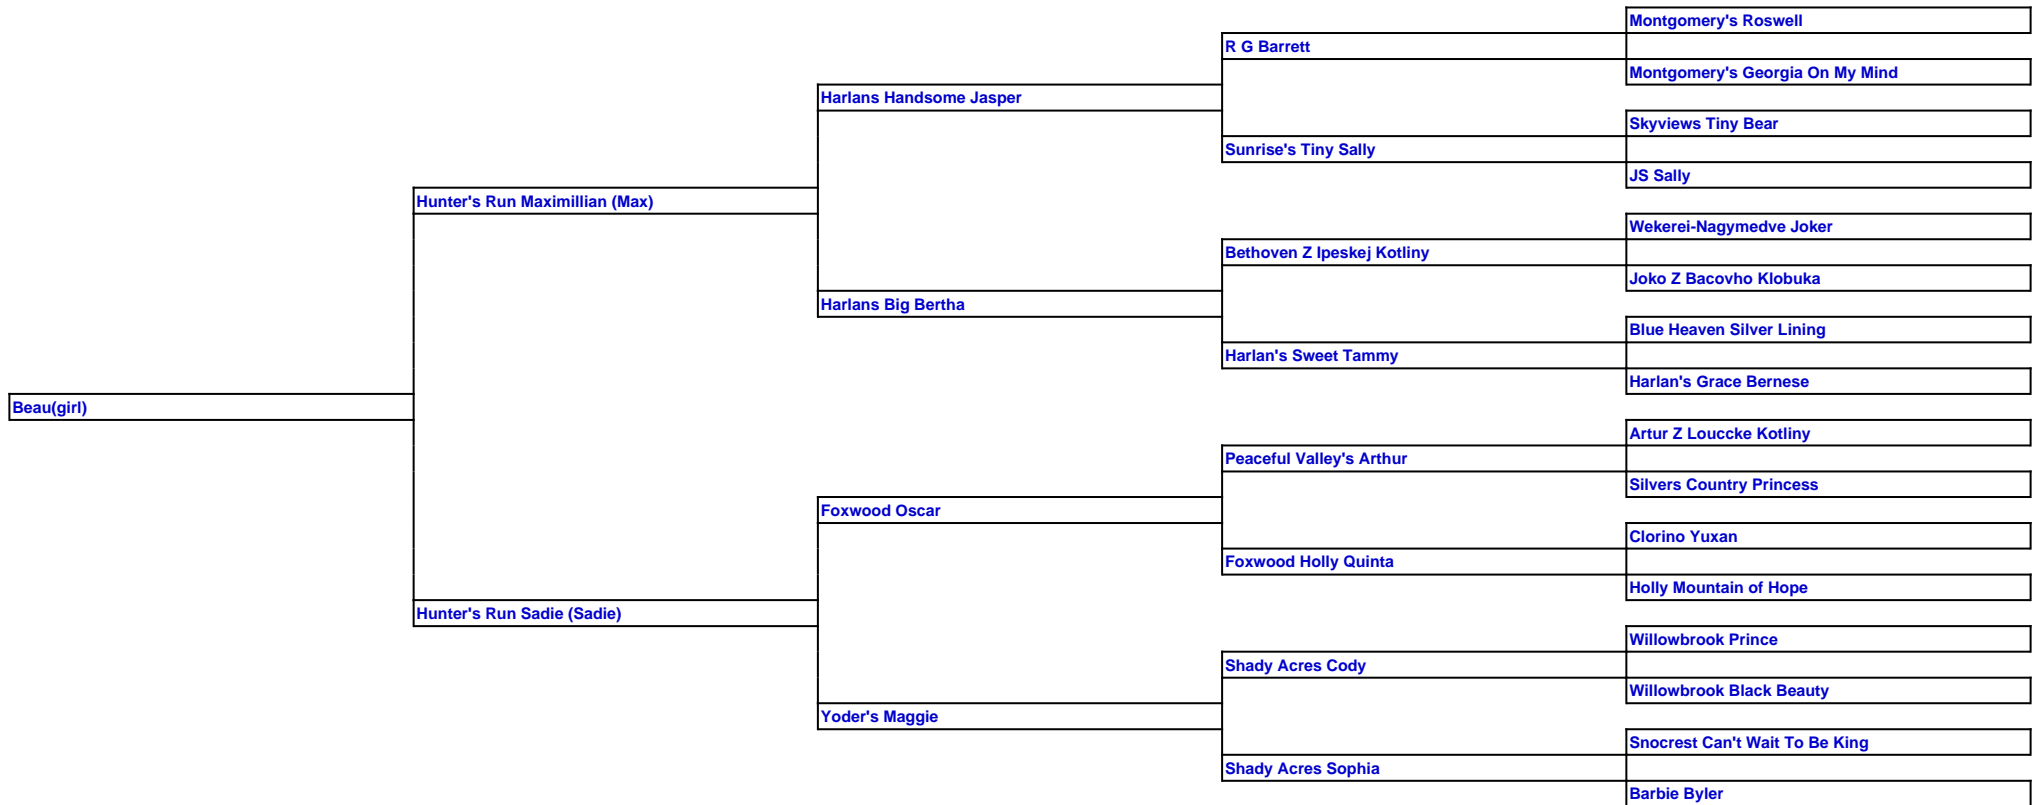 Montgomery's Roswell
R G Barrett
Montgomery's Georgia On My Mind
Harlans Handsome Jasper
Skyviews Tiny Bear
Sunrise's Tiny Sally
JS Sally
Hunter's Run Maximillian (Max)
Wekerei-Nagymedve Joker
Bethoven Z Ipeskej Kotliny
Joko Z Bacovho Klobuka
Harlans Big Bertha
Blue Heaven Silver Lining
Harlan's Sweet Tammy
Harlan's Grace Bernese
Beau(girl)
Artur Z Louccke Kotliny
Peaceful Valley's Arthur
Silvers Country Princess
Foxwood Oscar
Clorino Yuxan
Foxwood Holly Quinta
Holly Mountain of Hope
Hunter's Run Sadie (Sadie)
Willowbrook Prince
Shady Acres Cody
Willowbrook Black Beauty
Yoder's Maggie
Snocrest Can't Wait To Be King
Shady Acres Sophia
Barbie Byler